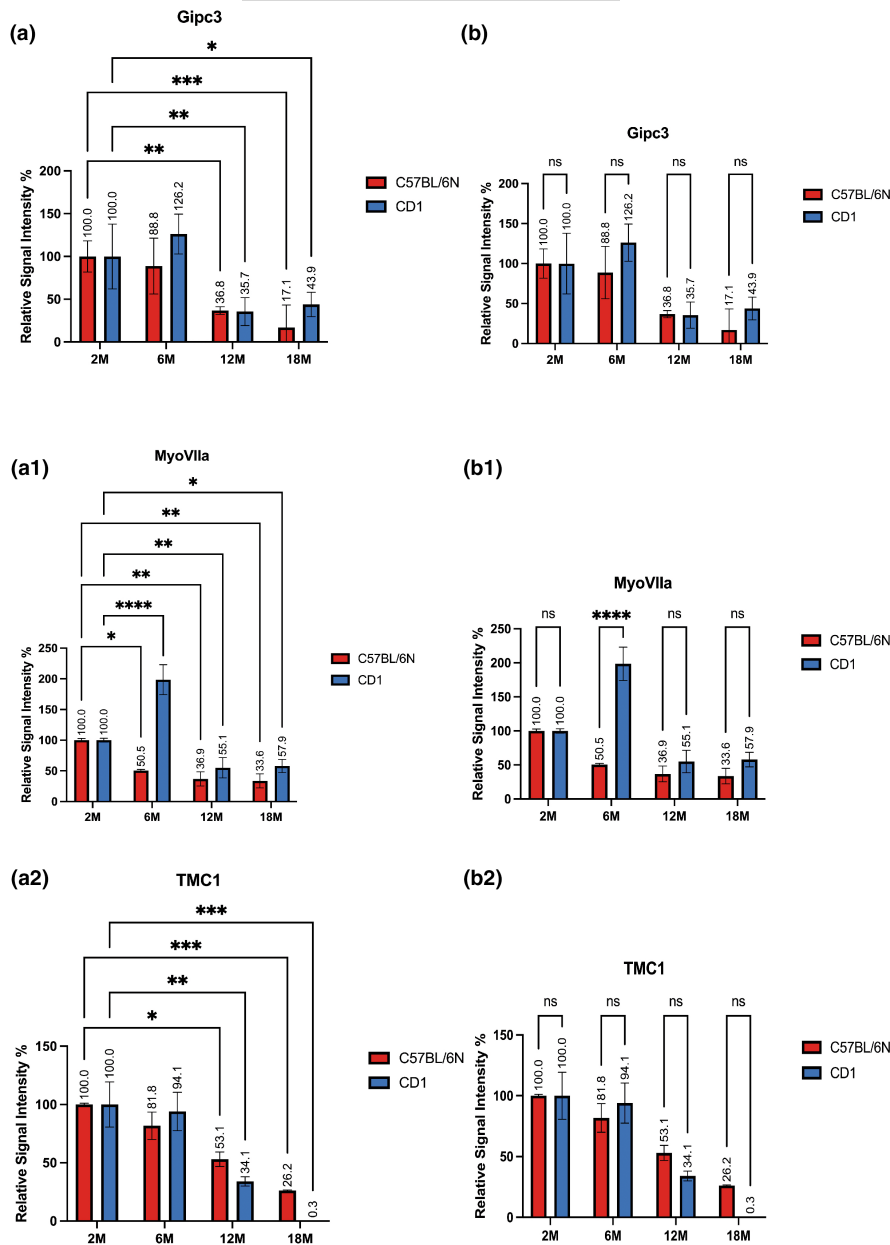 (a)
Gipc3
*
***
**
**
Relative Signal Intensity %
200
150
100
50
0
100.0
100.0
88.8
126.2
36.8
35.7
17.1
43.9
2M
6M
12M
18M
C57BL/6N
CD1
(b)
Gipc3
ns
ns
ns
ns
Relative Signal Intensity %
200
150
100
50
0
100.0
100.0
88.8
126.2
36.8
35.7
17.1
43.9
2M
6M
12M
18M
C57BL/6N
CD1
(a1)
MyoVIIa
*
**
**
**
****
*
Relative Signal Intensity %
250
200
150
100
50
0
100.0
100.0
50.5
36.9
55.1
33.6
57.9
2M
6M
12M
18M
C57BL/6N
CD1
(b1)
MyoVIIa
ns
****
ns
ns
Relative Signal Intensity %
250
200
150
100
50
0
100.0
100.0
50.5
36.9
55.1
33.6
57.9
2M
6M
12M
18M
C57BL/6N
CD1
(a2)
TMC1
***
***
**
*
Relative Signal Intensity %
150
100
50
0
100.0
100.0
81.8
94.1
53.1
34.1
26.2
0.3
2M
6M
12M
18M
C57BL/6N
CD1
(b2)
TMC1
ns
ns
ns
ns
Relative Signal Intensity %
150
100
50
0
100.0
100.0
81.8
94.1
53.1
34.1
26.2
0.3
2M
6M
12M
18M
C57BL/6N
CD1